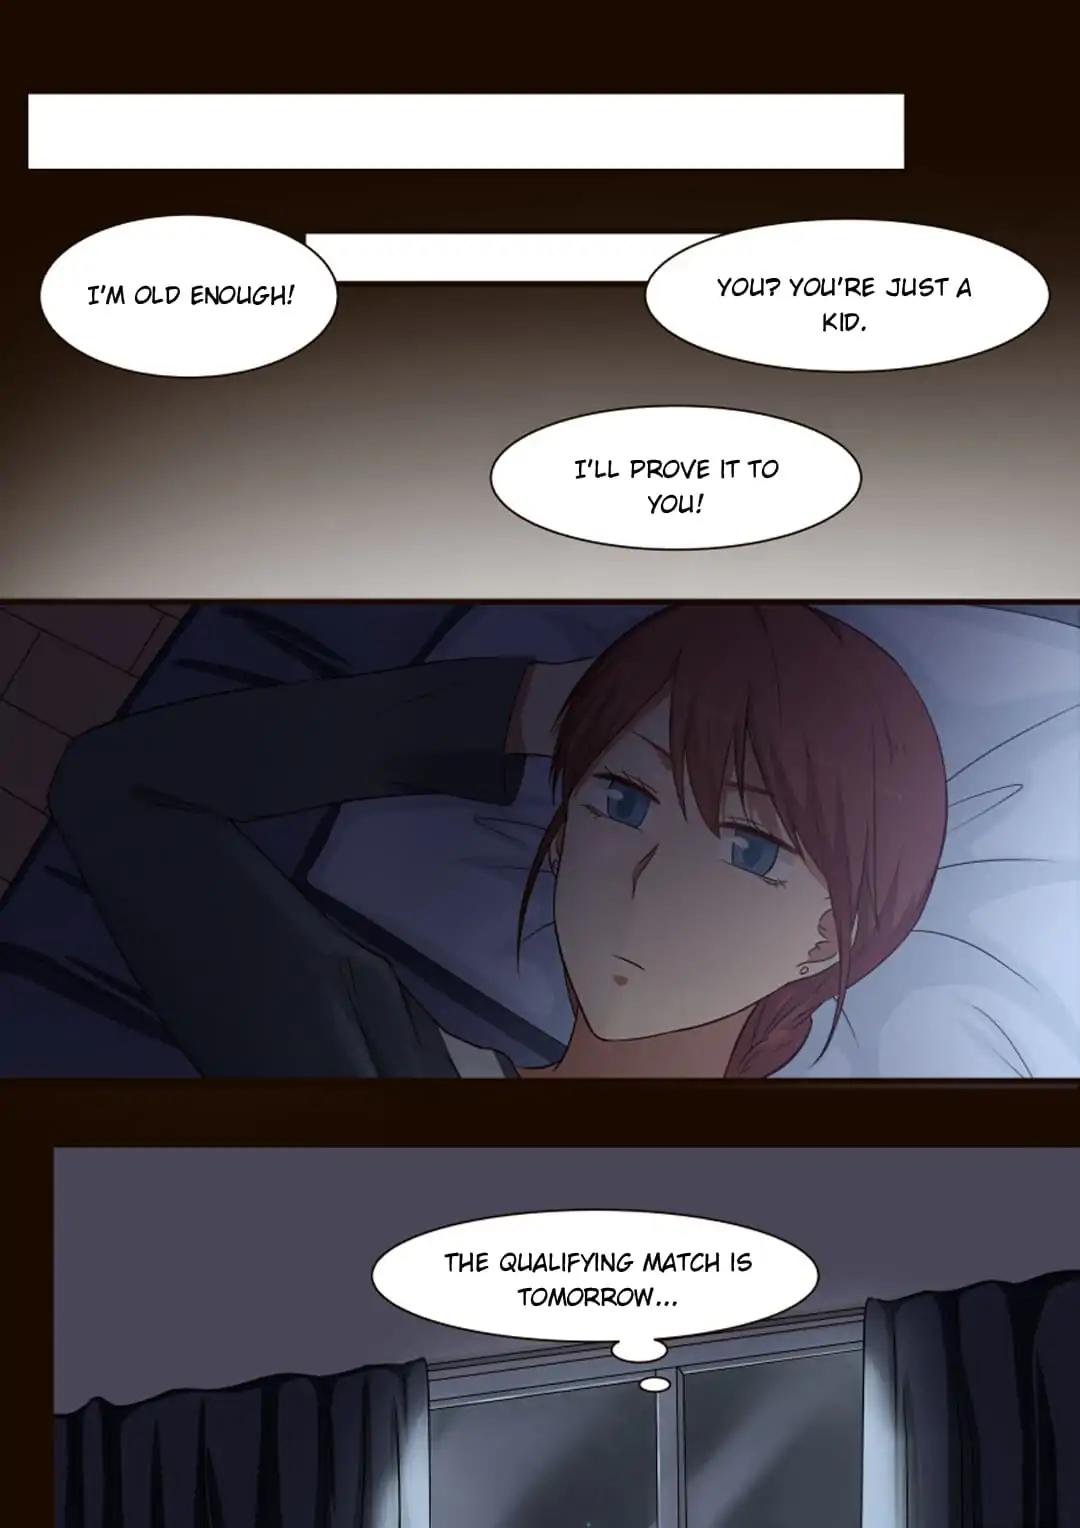 I'M OLD ENOUGH!
YOU? YOU'RE JUST A
KID.
I'LL PROVE IT TO
YOU!
THE QUALIFYING MATCH IS
TOMORROW...